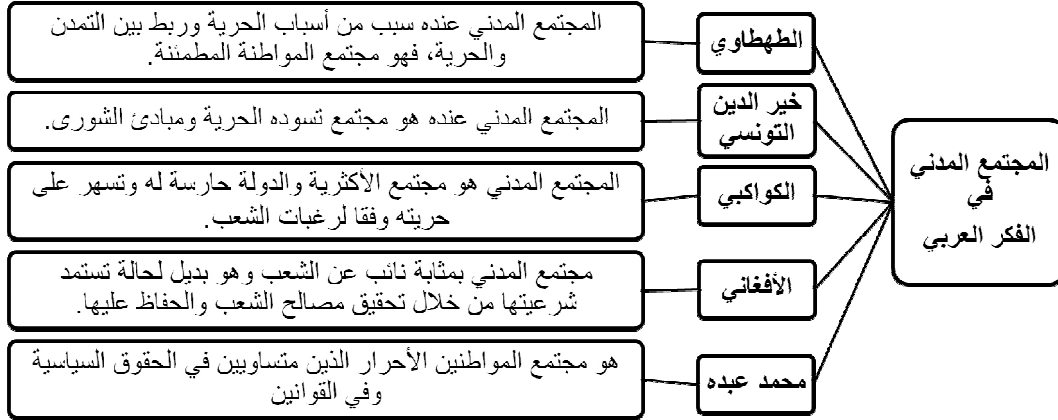 المجتمع المدني
في
الفكر العربي
الطهطاوي
المجتمع المدني عنده سبب من أسباب الحرية وربط بين التمدن
والحرية، فهو مجتمع المواطنة المطمئنة.
خير الدين
التونسي
المجتمع المدني عنده هو مجتمع تسوده الحرية ومبادئ الشورى.
الكواكبي
المجتمع المدني هو مجتمع الأكثرية والدولة حارسة له وتسهر على
حريته وفقا لرغبات الشعب.
الأفغاني
مجتمع المدني بمثابة نائب عن الشعب وهو بديل لحالة تستمد
شرعيتها من خلال تحقيق مصالح الشعب والحفاظ عليها.
محمد عبده
هو مجتمع المواطنين الأحرار الذين متساويين في الحقوق السياسية
وفي القوانين